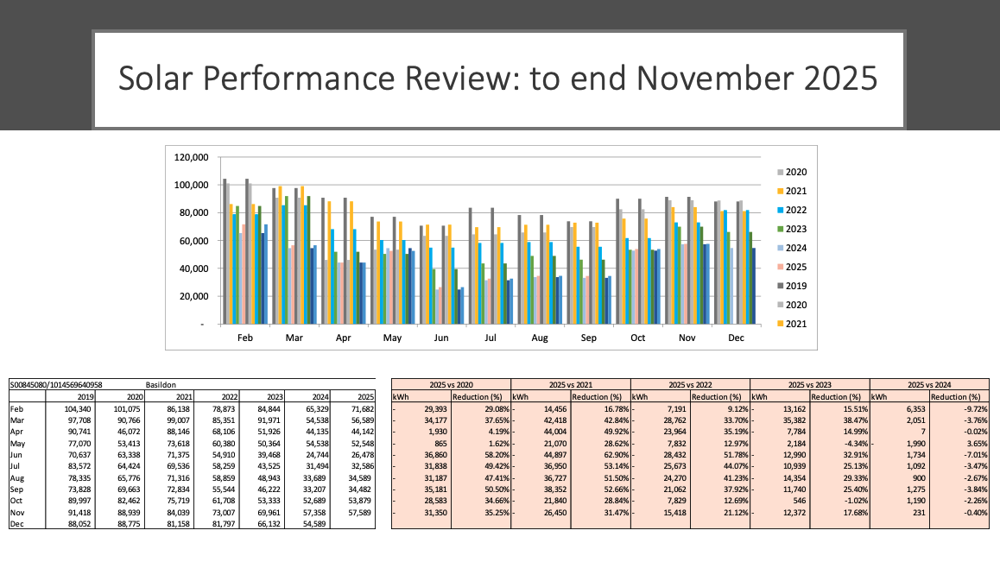 Solar Performance Review: to end November 2025
120,000
100,000
80,000
60,000
40,000
20,000
-
Feb Mar Apr May Jun Jul Aug Sep Oct Nov Dec
2020
2021
2022
2023
2024
2025
2019
2020
2021
S00845080/1014569640958 Basildon
2019 2020 2021 2022 2023 2024 2025
Feb 104,340 101,075 86,138 78,873 84,844 65,329 71,682
Mar 97,708 90,766 99,007 85,351 91,971 54,538 56,589
Apr 90,741 46,072 88,146 68,106 51,926 44,135 44,142
May 77,070 53,413 73,618 60,380 50,364 54,538 52,548
Jun 70,637 63,338 71,375 54,910 39,468 24,744 26,478
Jul 83,572 64,424 69,536 58,259 43,525 31,494 32,586
Aug 78,335 65,776 71,316 58,859 48,943 33,689 34,589
Sep 73,828 69,663 72,834 55,544 46,222 33,207 34,482
Oct 89,997 82,462 75,719 61,708 53,333 52,689 53,879
Nov 91,418 88,939 84,039 73,007 69,961 57,358 57,589
Dec 88,052 88,775 81,158 81,797 66,132 54,589
2025 vs 2020 2025 vs 2021 2025 vs 2022 2025 vs 2023 2025 vs 2024
kWh Reduction (%) kWh Reduction (%) kWh Reduction (%) kWh Reduction (%) kWh Reduction (%)
- 29,393 29.08% - 14,456 16.78% - 7,191 9.12% - 13,162 15.51% 6,353 -9.72%
- 34,177 37.65% - 42,418 42.84% - 28,762 33.70% - 35,382 38.47% 2,051 -3.76%
- 1,930 4.19% - 44,004 49.92% - 23,964 35.19% - 7,784 14.99% 7 -0.02%
- 865 1.62% - 21,070 28.62% - 7,832 12.97% 2,184 -4.34% - 1,990 3.65%
- 36,860 58.20% - 44,897 62.90% - 28,432 51.78% - 12,990 32.91% 1,734 -7.01%
- 31,838 49.42% - 36,950 53.14% - 25,673 44.07% - 10,939 25.13% 1,092 -3.47%
- 31,187 47.41% - 36,727 51.50% - 24,270 41.23% - 14,354 29.33% 900 -2.67%
- 35,181 50.50% - 38,352 52.66% - 21,062 37.92% - 11,740 25.40% 1,275 -3.84%
- 28,583 34.66% - 21,840 28.84% - 7,829 12.69% 546 -1.02% 1,190 -2.26%
- 31,350 35.25% - 26,450 31.47% - 15,418 21.12% - 12,372 17.68% 231 -0.40%